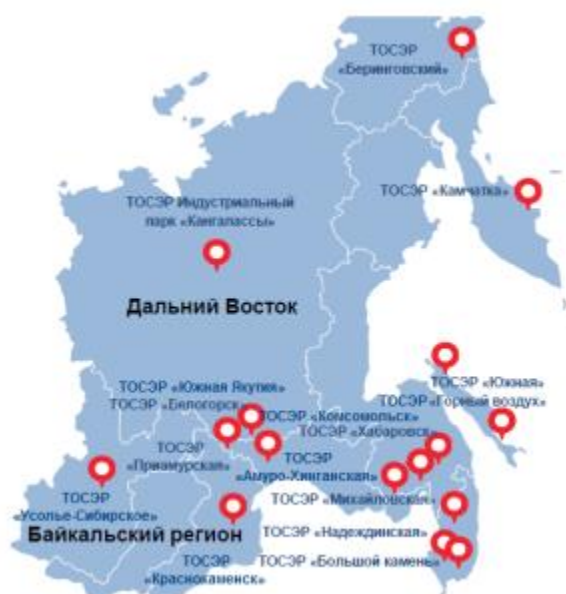 ТОСЭР
«Беринговский»
ТОСЭР «Камчатка»
ТОСЭР Индустриальный
парк «Кангалассы»
Дальний Восток
ТОСЭР «Южная Якутия»
ТОСЭР «Белогорск»
ТОСЭР «Южная»
ТОСЭР «Горный воздух»
ТОСЭР «Комсомольск»
ТОСЭР «Хабаровск»
ТОСЭР
«Приамурская»
ТОСЭР
«Амуро-Хинганская»
ТОСЭР
«Усолье-Сибирское»
ТОСЭР «Михайловская»
Байкальский регион
ТОСЭР «Надеждинская»
ТОСЭР
«Краснокаменск»
ТОСЭР «Большой камень»